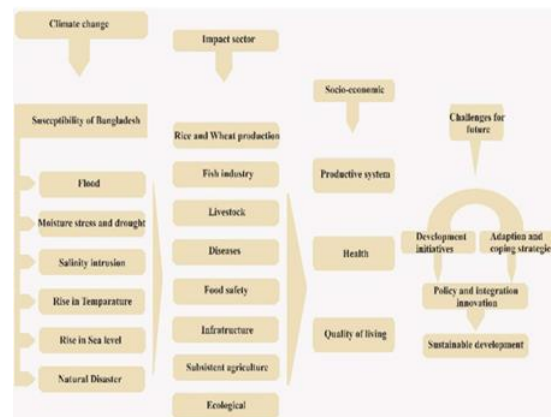 Climate change
Susceptibility of Bangladesh
Flood
Moisture stress and drought
Salinity intrusion
Rise in Temparature
Rise in Sea level
Natural Disaster
Impact sector
Rice and Wheat production
Fish industry
Livestock
Diseases
Food safety
Infratructure
Subsistent agriculture
Ecological
Socio-economic
Productive system
Health
Quality of living
Challenges for
future
Development
initiatives
Adaption and
coping strategie
Policy and integration
innovation
Sustainable development